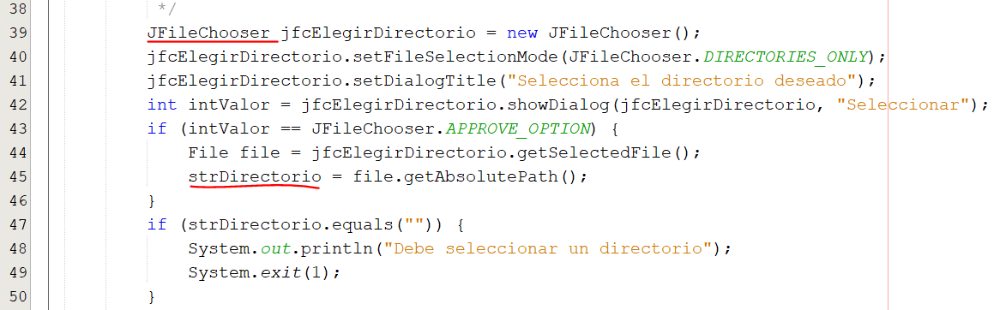 38 */
39 JFileChooser jfcElegirDirectorio = new JFileChooser();
40 jfcElegirDirectorio.setFileSelectionMode(JFileChooser.DIRECTORIES_ONLY);
41 jfcElegirDirectorio.setDialogTitle("Selecciona el directorio deseado");
42 int intValor = jfcElegirDirectorio.showDialog(jfcElegirDirectorio, "Seleccionar");
43 if (intValor == JFileChooser.APPROVE_OPTION) {
44 File file = jfcElegirDirectorio.getSelectedFile();
45 strDirectorio = file.getAbsolutePath();
46 }
47 if (strDirectorio.equals("")) {
48 System.out.println("Debe seleccionar un directorio");
49 System.exit(1);
50 }